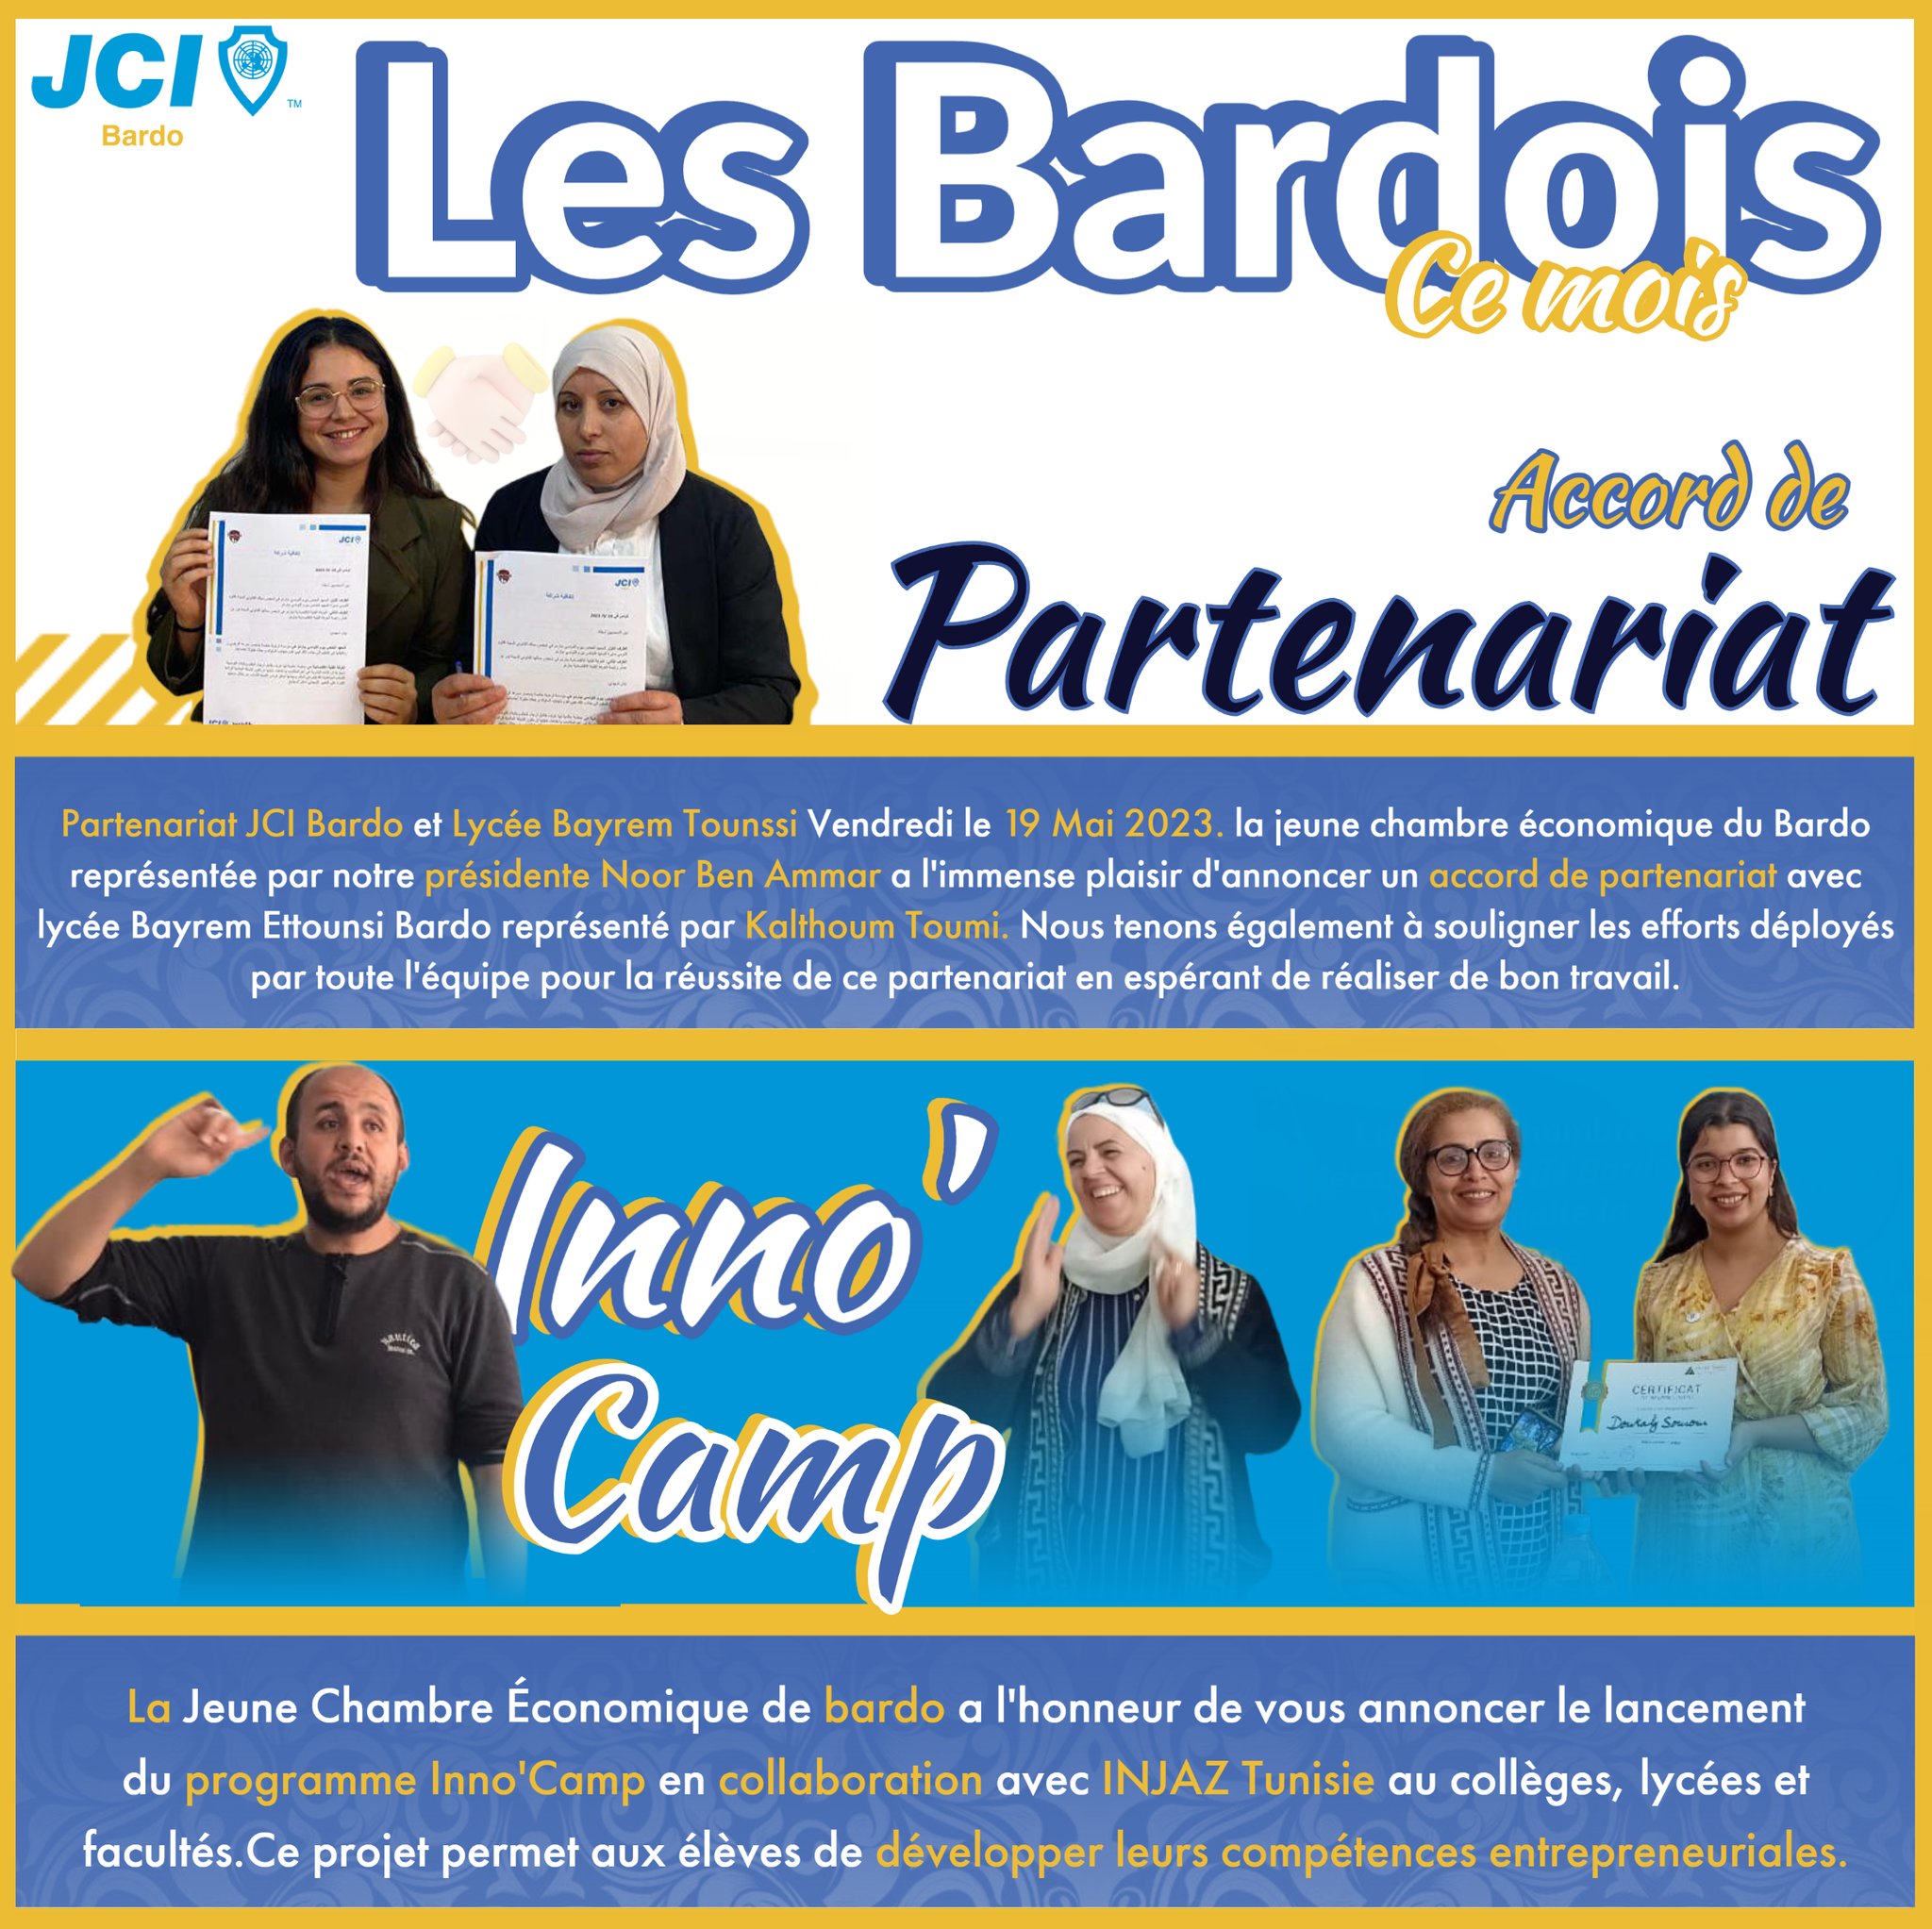 JCI
TM
Bardo
Les Bardois
Ce mois
Accord de
Partenariat
JCI
JCI
Partenariat JCI Bardo et Lycée Bayrem Tounssi Vendredi le 19 Mai 2023. la jeune chambre économique du Bardo
représentée par notre présidente Noor Ben Ammar a l'immense plaisir d'annoncer un accord de partenariat avec
lycée Bayrem Ettounsi Bardo représenté par Kalthoum Toumi. Nous tenons également à souligner les efforts déployés
par toute l'équipe pour la réussite de ce partenariat en espérant de réaliser de bon travail.
Inno'
Camp
Nautica
CERTIFICAT
La Jeune Chambre Économique de bardo a l'honneur de vous annoncer le lancement
du programme Inno'Camp en collaboration avec INJAZ Tunisie au collèges, lycées et
facultés.Ce projet permet aux élèves de développer leurs compétences entrepreneuriales.